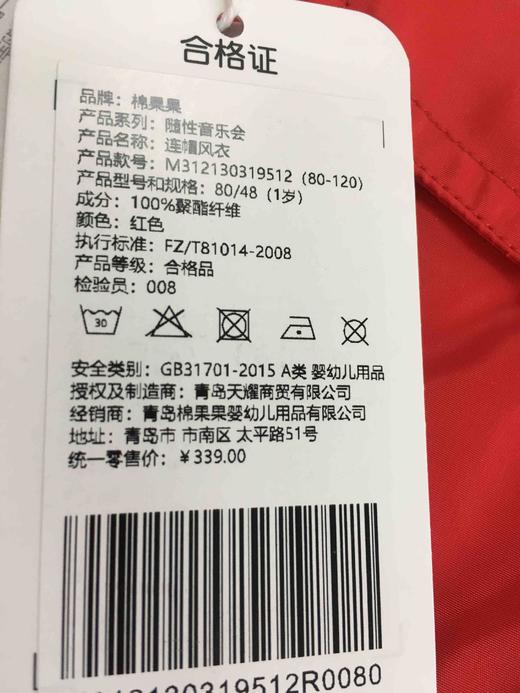 合格证
品牌：棉果果
产品系列：随性音乐会
产品名称：连帽风衣
产品款号：M312130319512（80-120）
产品型号和规格：80/48（1岁）
成分：100%聚酯纤维
颜色：红色
执行标准：FZ/T81014-2008
产品等级：合格品
检验员：008
30
安全类别：GB31701-2015 A类 婴幼儿用品
授权及制造商：青岛天耀商贸有限公司
经销商：青岛棉果果婴幼儿用品有限公司
地址：青岛市 市南区 太平路51号
统一零售价：￥339.00
12130319512R0080